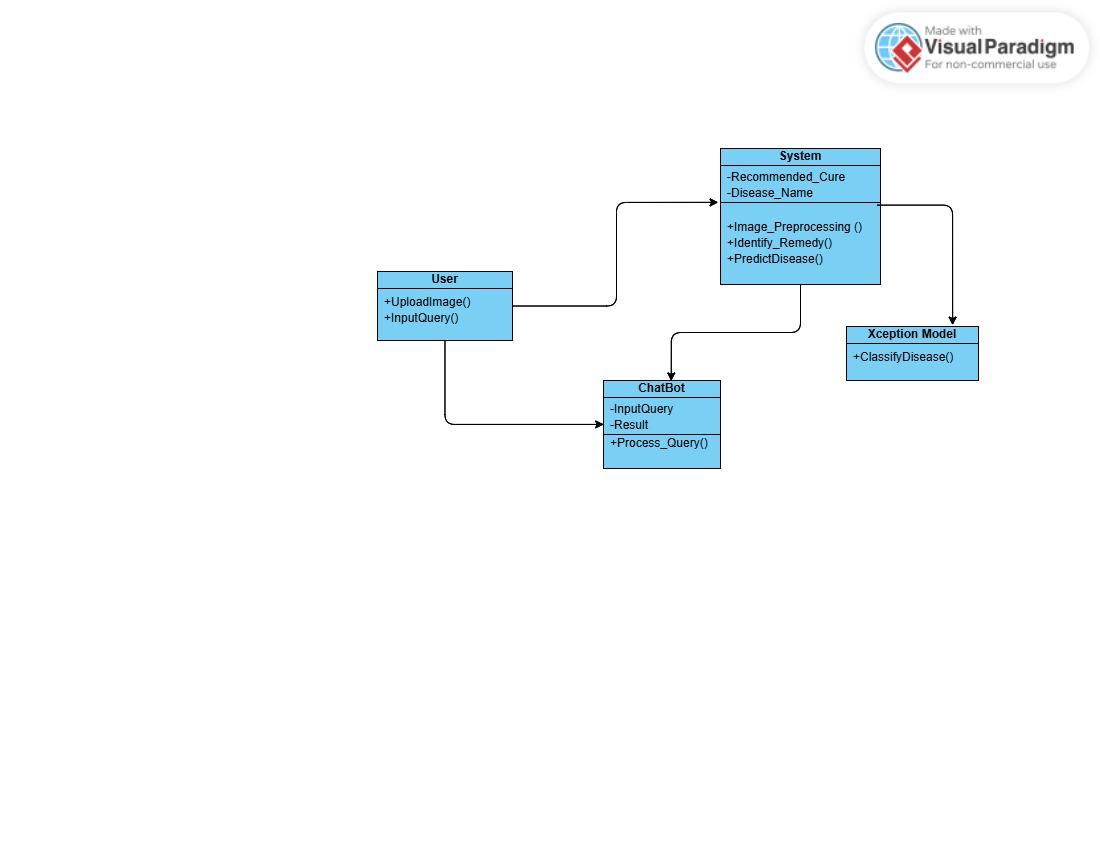 Made with
Visual Paradigm
For non-commercial use
System
-Recommended_Cure
-Disease_Name
+Image_Preprocessing ()
+Identify_Remedy()
+PredictDisease()
User
+UploadImage()
+InputQuery()
Xception Model
+ClassifyDisease()
ChatBot
-InputQuery
-Result
+Process_Query()